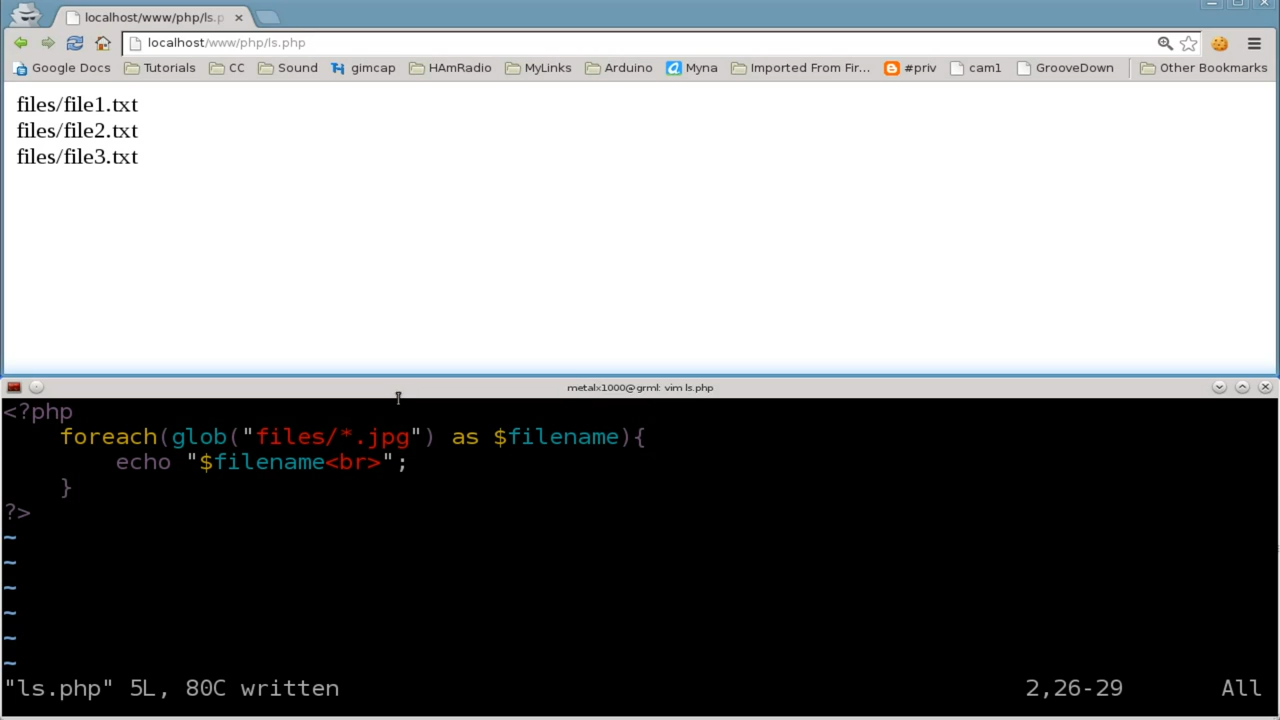 localhost/www/php/ls.p
localhost/www/php/ls.php
Google Docs Tutorials CC Sound gimcap HAmRadio MyLinks Arduino Myna Imported From Fir... #priv cam1 GrooveDown Other Bookmarks
files/file1.txt
files/file2.txt
files/file3.txt
metalx1000@grml: vim ls.php
<?php
foreach(glob("files/*.jpg") as $filename){
echo "$filename<br>";
}
?>
~
~
~
~
~
~
"ls.php" 5L, 80C written 2,26-29 All